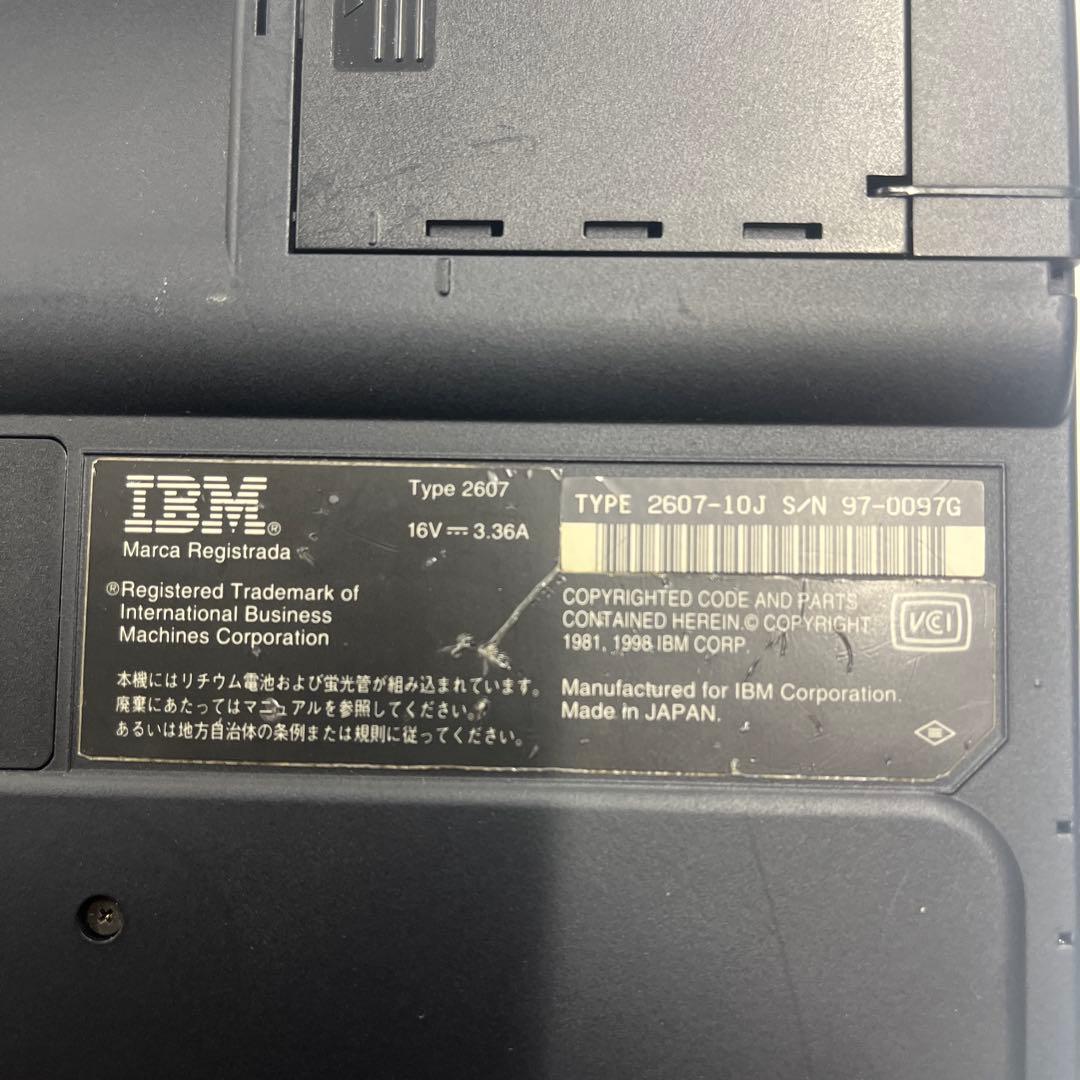 IBM®
Marca Registrada
Type 2607
16V ⎓ 3.36A
®Registered Trademark of
International Business
Machines Corporation
本機にはリチウム電池および蛍光管が組み込まれています。
廃棄にあたってはマニュアルを参照してください。
あるいは地方自治体の条例または規則に従ってください。
TYPE 2607-10J S/N 97-0097G
COPYRIGHTED CODE AND PARTS
CONTAINED HEREIN.© COPYRIGHT
1981, 1998 IBM CORP.
VCI
Manufactured for IBM Corporation.
Made in JAPAN.